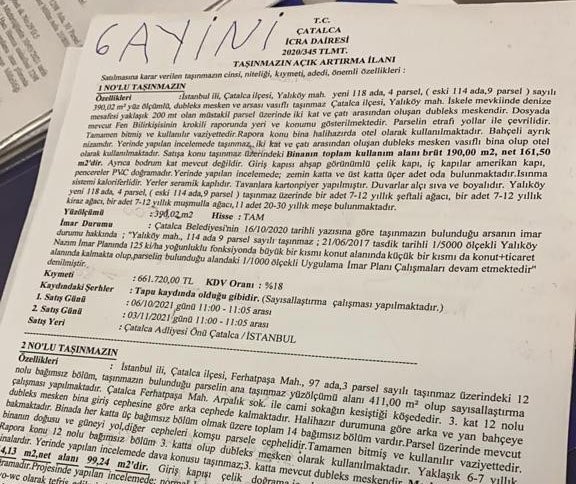 6 AYINI
T.C.
ÇATALCA
İCRA DAİRESİ
2020/345 TLMT.
TAŞINMAZIN AÇIK ARTIRMA İLANI
Satılmasına karar verilen taşınmazın cinsi, niteliği, kıymeti, adedi, önemli özellikleri :
1 NO'LU TAŞINMAZIN
Özellikleri : İstanbul ili, Çatalca ilçesi, Yalıköy mah. yeni 118 ada, 4 parsel, ( eski 114 ada,9 parsel ) sayılı
390,02 m² yüz ölçümlü, dubleks mesken ve arsası vasıflı taşınmaz Çatalca ilçesi, Yalıköy mah. İskele mevkiinde denize
mesafesi yaklaşık 200 mt olan müstakil parsel üzerinde iki kat ve çatı arasından oluşan dubleks meskendir. Dosyada
mevcut Fen Bilirkişisinin krokili raporunda yeri ve konumu gösterilmektedir. Parselin etrafı yollar ile çevrilidir.
Tamamen bitmiş ve kullanılır vaziyettedir.Rapora konu bina halihazırda otel olarak kullanılmaktadır. Bahçeli ayrık
nizamdır. Yerinde yapılan incelemede taşınmaz, iki kat ve çatı arasından oluşan dubleks mesken vasıflı bina olup otel
olarak kullanılmaktadır. Satışa konu taşınmaz üzerindeki Binanın toplam kullanım alanı brüt 190,00 m2, net 161,50
m2'dir. Ayrıca bodrum kat mevcut değildir. Giriş kapısı ahşap görünümlü çelik kapı, iç kapılar amerikan kapı,
pencereler PVC doğramadır. Yerinde yapılan incelemede; zemin katta ve üst katta üçer adet oda bulunmaktadır.Isınma
sistemi kaloriferlidir. Yerler seramik kaplıdır. Tavanlara kartonpiyer yapılmıştır. Duvarlar alçı sıva ve boyalıdır. Yalıköy
yeni 118 ada, 4 parsel, ( eski 114 ada,9 parsel ) taşınmaz üzerinde bir adet 7-12 yıllık şeftali ağacı, bir adet 7-12 yıllık
kiraz ağacı, bir adet 7-12 yıllık muşmulla ağacı,11 adet 20-30 yıllık meşe bulunmaktadır.
Yüzölçümü : 390,02 m2 Hisse : TAM
İmar Durumu : Çatalca Belediyesi'nin 16/10/2020 tarihli yazısına göre taşınmazın bulunduğu arsanın imar
durumu hakkında ; "Yalıköy mah., 114 ada 9 parsel sayılı taşınmaz ; 21/06/2017 tasdik tarihli 1/5000 ölçekli Yalıköy
Nazım İmar Planında 125 ki/ha yoğunluklu fonksiyonda büyük bir kısmı konut alanında küçük bir kısmı da konut+ticaret
alanında kalmakta olup,parselin bulunduğu alandaki 1/1000 ölçekli Uygulama İmar Planı Çalışmaları devam etmektedir"
denilmiştir.
Kıymeti : 661.720,00 TL KDV Oranı : %18
Kaydındaki Şerhler : Tapu kaydında olduğu gibidir. (Sayısallaştırma çalışması yapılmaktadır.)
1. Satış Günü : 06/10/2021 günü 11:00 - 11:05 arası
2. Satış Günü : 03/11/2021 günü 11:00 - 11:05 arası
Satış Yeri : Çatalca Adliyesi Önü Çatalca /İSTANBUL
2 NO'LU TAŞINMAZIN
Özellikleri : İstanbul ili, Çatalca ilçesi, Ferhatpaşa Mah., 97 ada,3 parsel sayılı taşınmaz üzerindeki 12
nolu bağımsız bölüm, taşınmazın bulunduğu parselin ana taşınmaz yüzölçümü alanı 411,00 m² olup sayısallaştırma
çalışması yapılmaktadır. Çatalca Ferhatpaşa Mah. Arpalık sok. ile cami sokağın kesiştiği köşededir. 3. kat 12 nolu
dubleks mesken bina giriş cephesine göre arka cephede kalmaktadır. Halihazır durumuna göre arka ve yan bahçeye
bakmaktadır. Binada her katta üç bağımsız bölüm olmak üzere toplam 14 bağımsız bölüm vardır.Parsel üzerinde mevcut
binanın doğusu ve güneyi yol,diğer cepheleri komşu parsele cephelidir.Tamamen bitmiş ve kullanılır vaziyettedir.
Rapora konu 12 nolu bağımsız bölüm 3. katta olup dubleks mesken olarak kullanılmaktadır. Yaklaşık 6-7 yıllık
binalardır. Yerinde yapılan incelemede dava konusu taşınmaz;3. katta mevcut dubleks meskendir.
m2,net alanı 99,24 m2'dir. Giriş kapısı çelik
Projesinde yapılan incelemede;